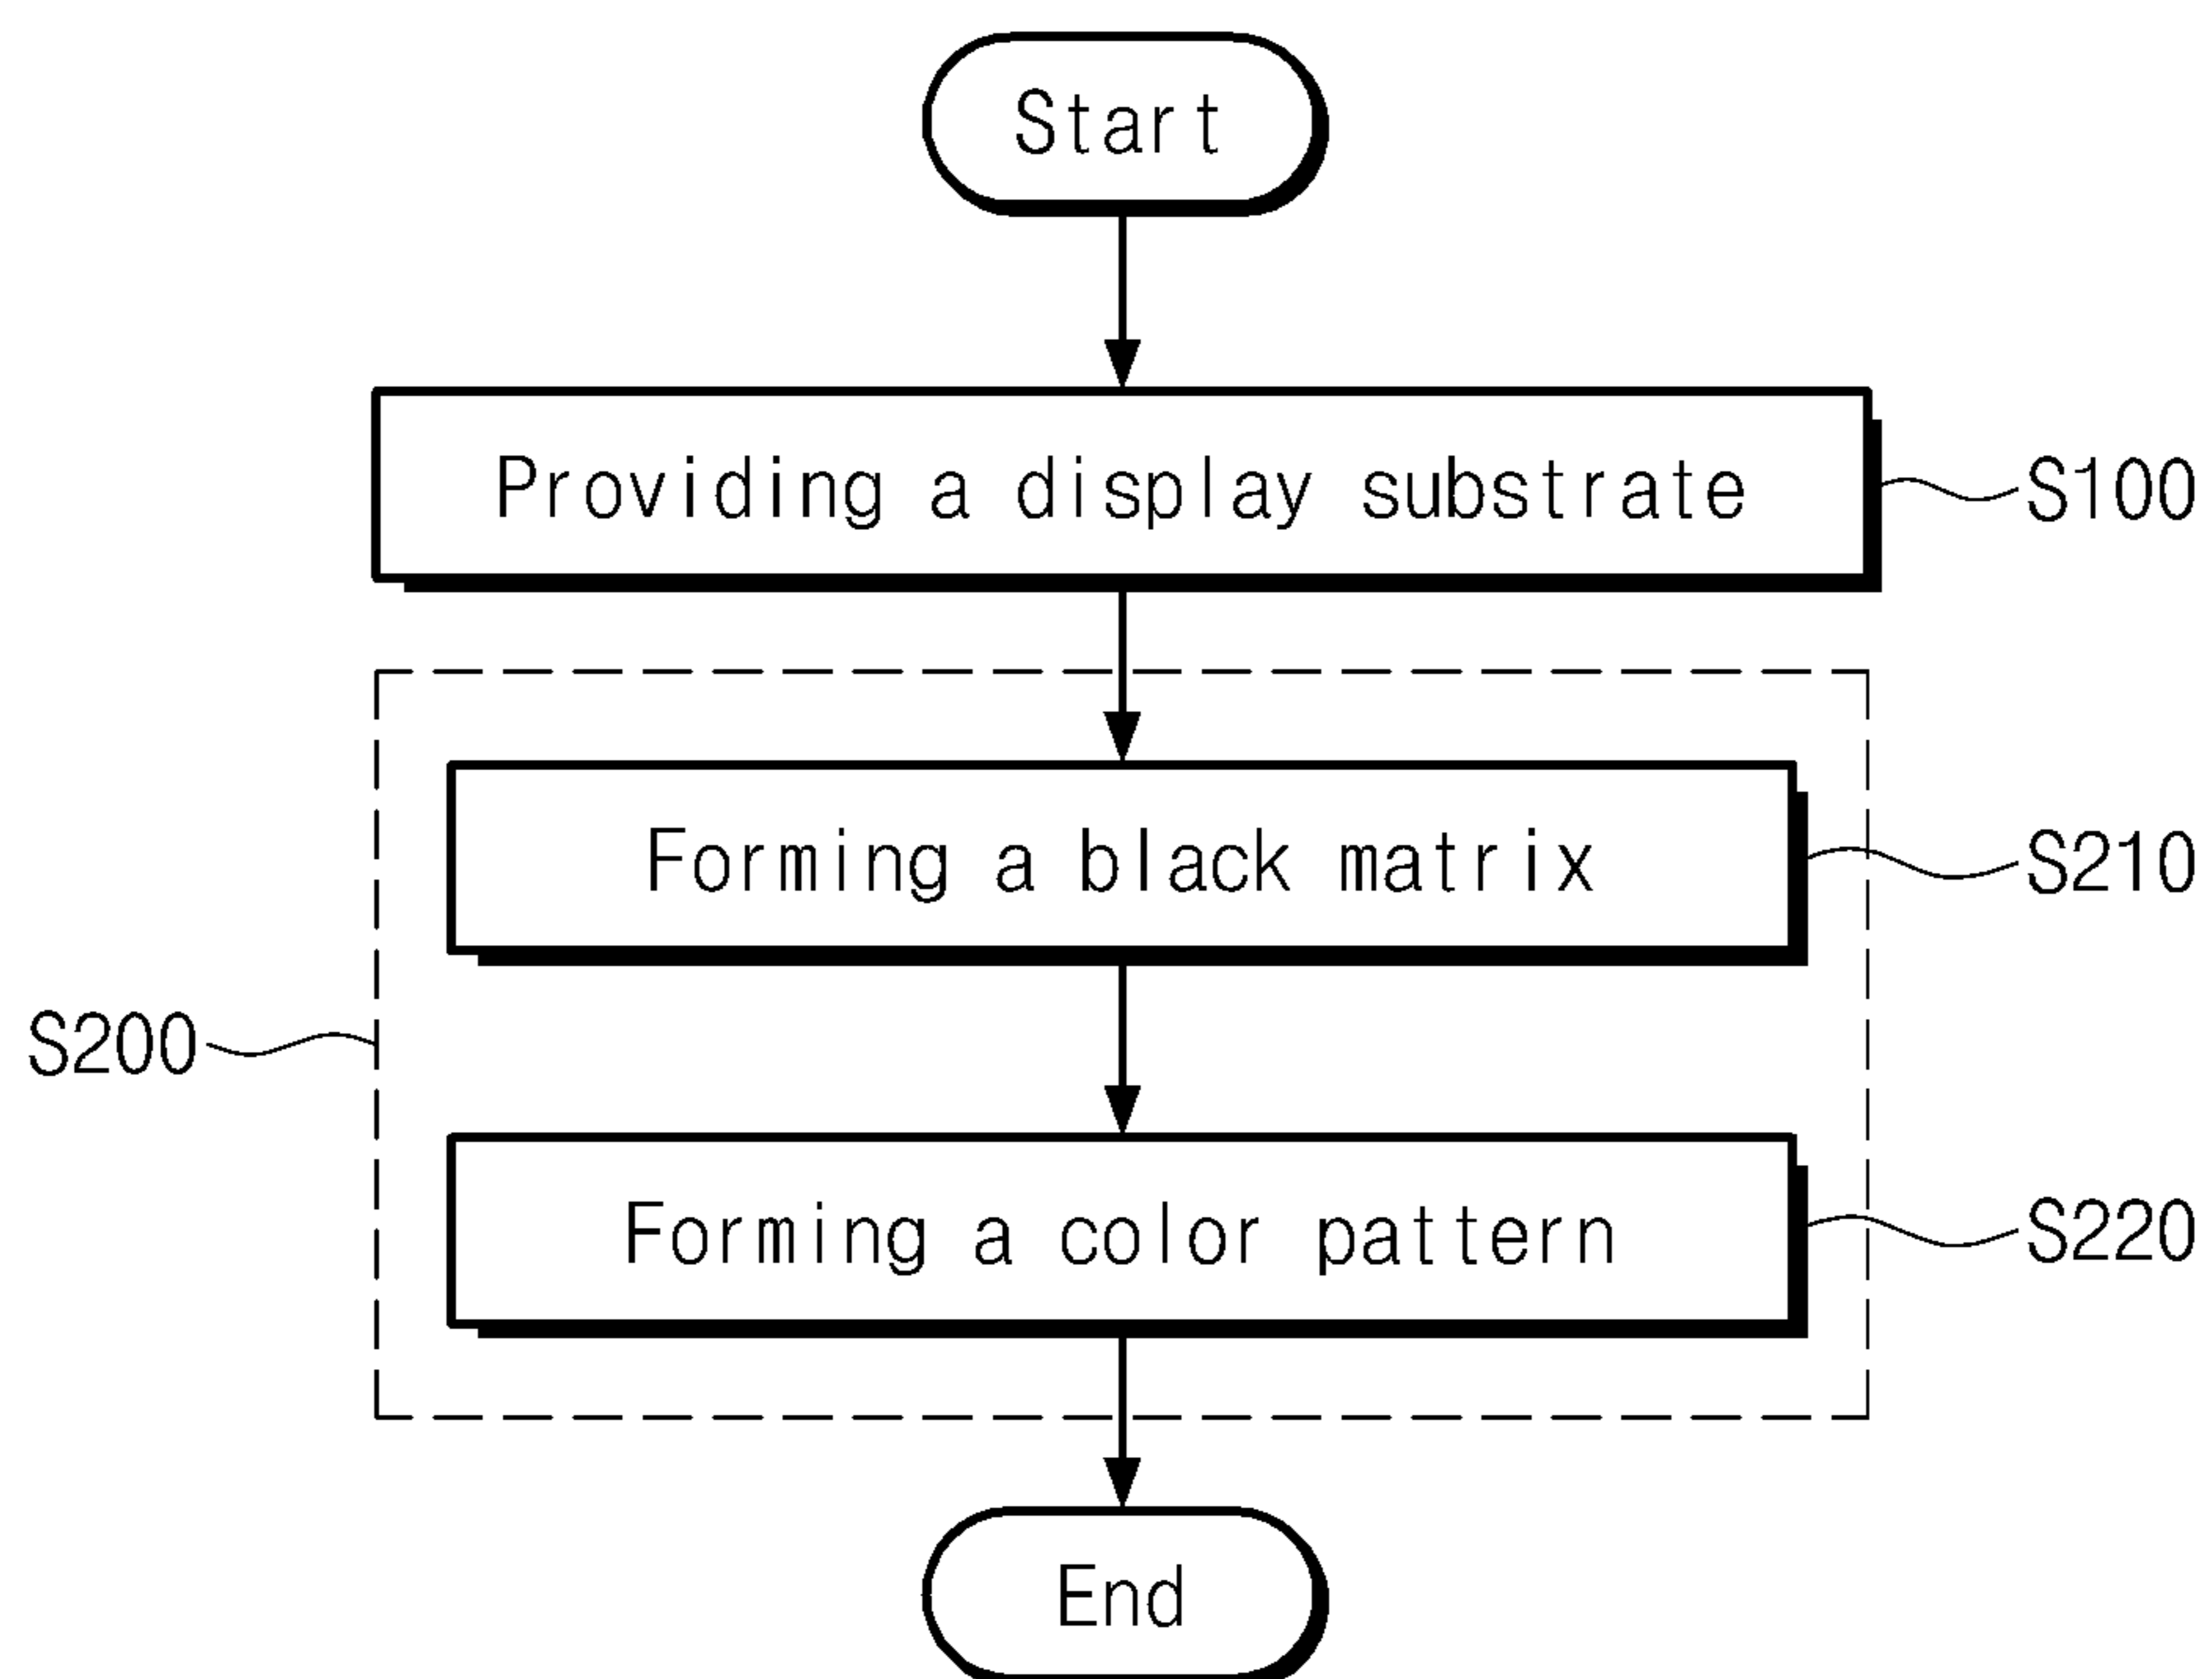 Start
Providing a display substrate
S100
Forming a black matrix
S210
S200
Forming a color pattern
S220
End